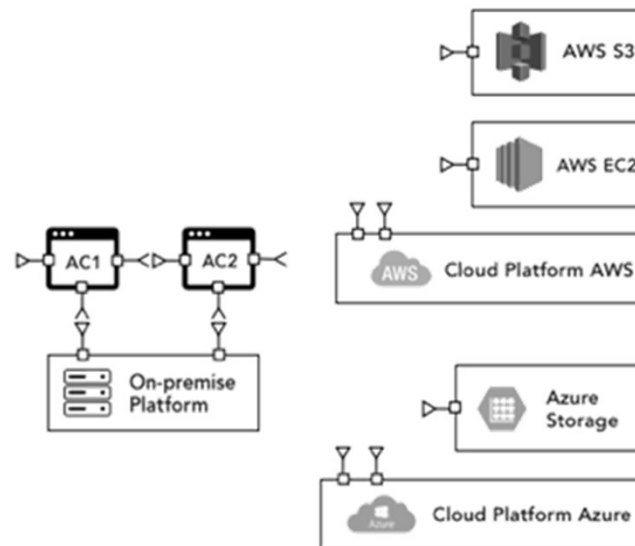 AWS S3
AWS EC2
AC1
AC2
AWS
Cloud Platform AWS
On-premise
Platform
Azure
Storage
Azure
Cloud Platform Azure